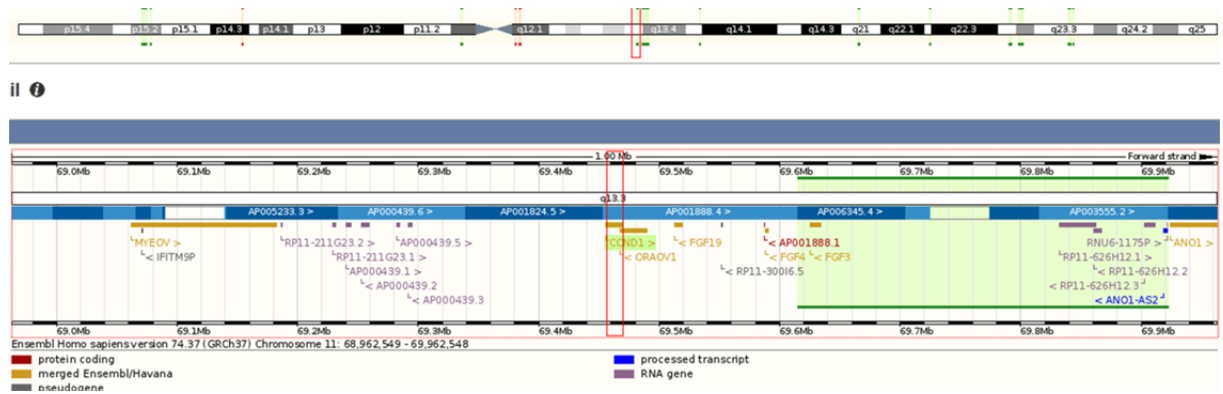 p15.4 p15.2 p15.1 p14.3 p14.1 p13 p12 p11.2 q12.1 q13.4 q14.1 q14.3 q21 q22.1 q22.3 q23.3 q24.2 q25
il i
1.00 Mb Forward strand
69.0Mb 69.1Mb 69.2Mb 69.3Mb 69.4Mb 69.5Mb 69.6Mb 69.7Mb 69.8Mb 69.9Mb
q13.3
AP005233.3 > AP000439.6 > AP001824.5 > AP001888.4 > AP006345.4 > AP003555.2 >
MYEOV > RP11-211G23.2 > AP000439.5 > CCND1 > < FGF19 < AP001888.1 RNU6-1175P > ANO1 >
< IFITM9P RP11-211G23.1 > < ORAOV1 < FGF4 < FGF3 RP11-626H12.1 >
AP000439.1 > < RP11-300I6.5 < RP11-626H12.2
< AP000439.2 < RP11-626H12.3
< AP000439.3 < ANO1-AS2
69.0Mb 69.1Mb 69.2Mb 69.3Mb 69.4Mb 69.5Mb 69.6Mb 69.7Mb 69.8Mb 69.9Mb
Ensembl Homo sapiens version 74.37 (GRCh37) Chromosome 11: 68,962,549 - 69,962,548
protein coding processed transcript
merged Ensembl/Havana RNA gene
pseudogene